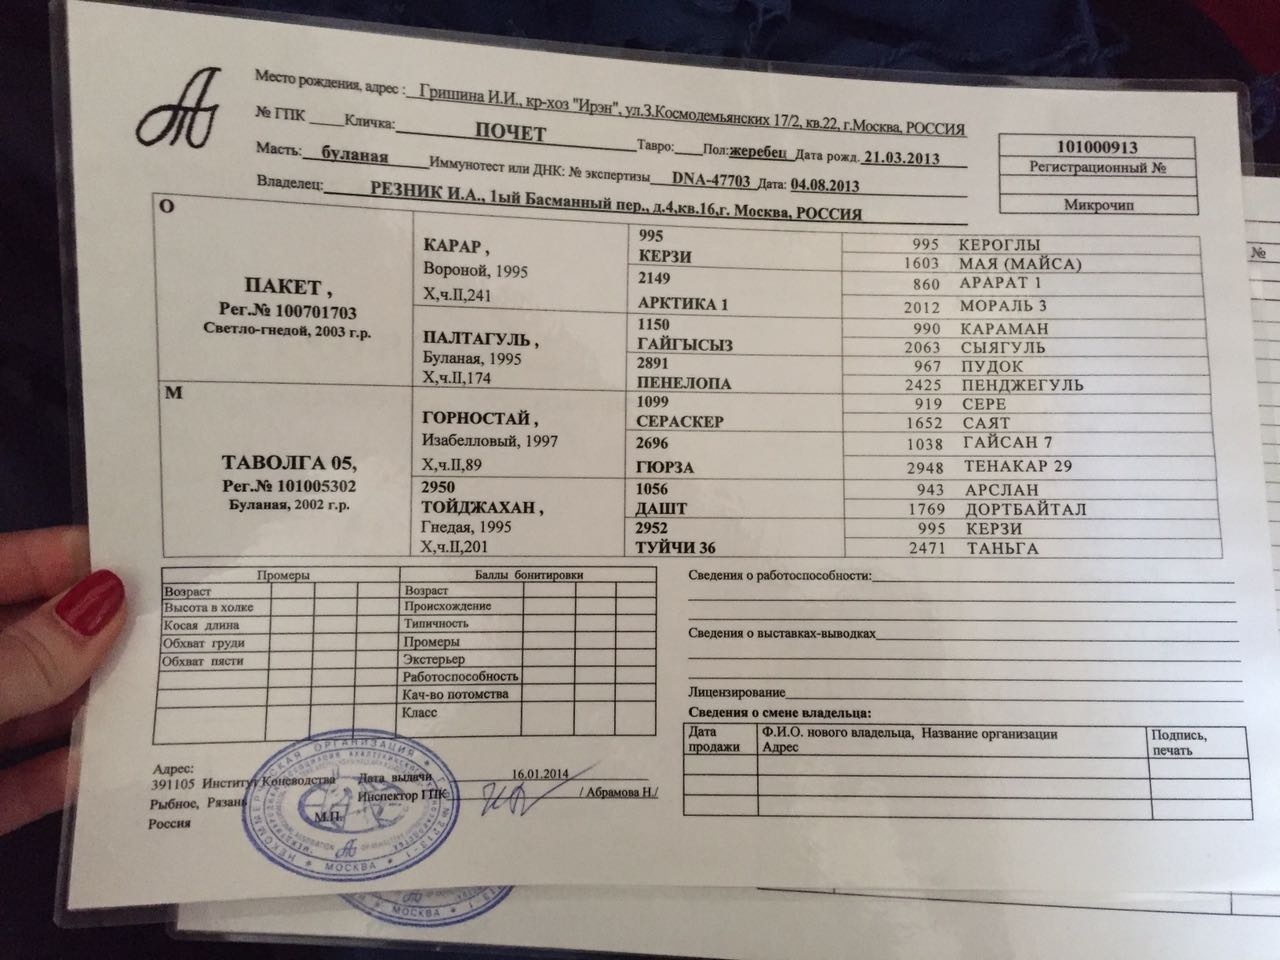 Место рождения, адрес : Гришина И.И., кр-хоз "Ирэн", ул.З.Космодемьянских 17/2, кв.22, г.Москва, РОССИЯ
№ ГПК Кличка: ПОЧЕТ Тавро: Пол: жеребец Дата рожд. 21.03.2013
Масть: буланая Иммунотест или ДНК: № экспертизы DNA-47703 Дата: 04.08.2013
Владелец: РЕЗНИК И.А., 1ый Басманный пер., д.4,кв.16,г. Москва, РОССИЯ
101000913
Регистрационный №
Микрочип
О
ПАКЕТ ,
Рег.№ 100701703
Светло-гнедой, 2003 г.р.
М
ТАВОЛГА 05,
Рег.№ 101005302
Буланая, 2002 г.р.
КАРАР ,
Вороной, 1995
X,ч.II,241
ПАЛТАГУЛЬ ,
Буланая, 1995
X,ч.II,174
ГОРНОСТАЙ ,
Изабелловый, 1997
X,ч.II,89
2950
ТОЙДЖАХАН ,
Гнедая, 1995
X,ч.II,201
995
КЕРЗИ
2149
АРКТИКА 1
1150
ГАЙГЫСЫЗ
2891
ПЕНЕЛОПА
1099
СЕРАСКЕР
2696
ГЮРЗА
1056
ДАШТ
2952
ТУЙЧИ 36
995 КЕРОГЛЫ
1603 МАЯ (МАЙСА)
860 АРАРАТ 1
2012 МОРАЛЬ 3
990 КАРАМАН
2063 СЫЯГУЛЬ
967 ПУДОК
2425 ПЕНДЖЕГУЛЬ
919 СЕРЕ
1652 САЯТ
1038 ГАЙСАН 7
2948 ТЕНАКАР 29
943 АРСЛАН
1769 ДОРТБАЙТАЛ
995 КЕРЗИ
2471 ТАНЬГА
№
Промеры
Возраст
Высота в холке
Косая длина
Обхват груди
Обхват пясти
Баллы бонитировки
Возраст
Происхождение
Типичность
Промеры
Экстерьер
Работоспособность
Кач-во потомства
Класс
Сведения о работоспособности:
Сведения о выставках-выводках
Лицензирование
Сведения о смене владельца:
Дата продажи Ф.И.О. нового владельца, Название организации Адрес Подпись, печать
Адрес:
391105 Институт Коневодства
Рыбное, Рязань
Россия
Дата выдачи 16.01.2014
Инспектор ГПК / Абрамова Н./
М.П.
НЕКОММЕРЧЕСКАЯ ОРГАНИЗАЦИЯ
МОСКВА
МОСКВА